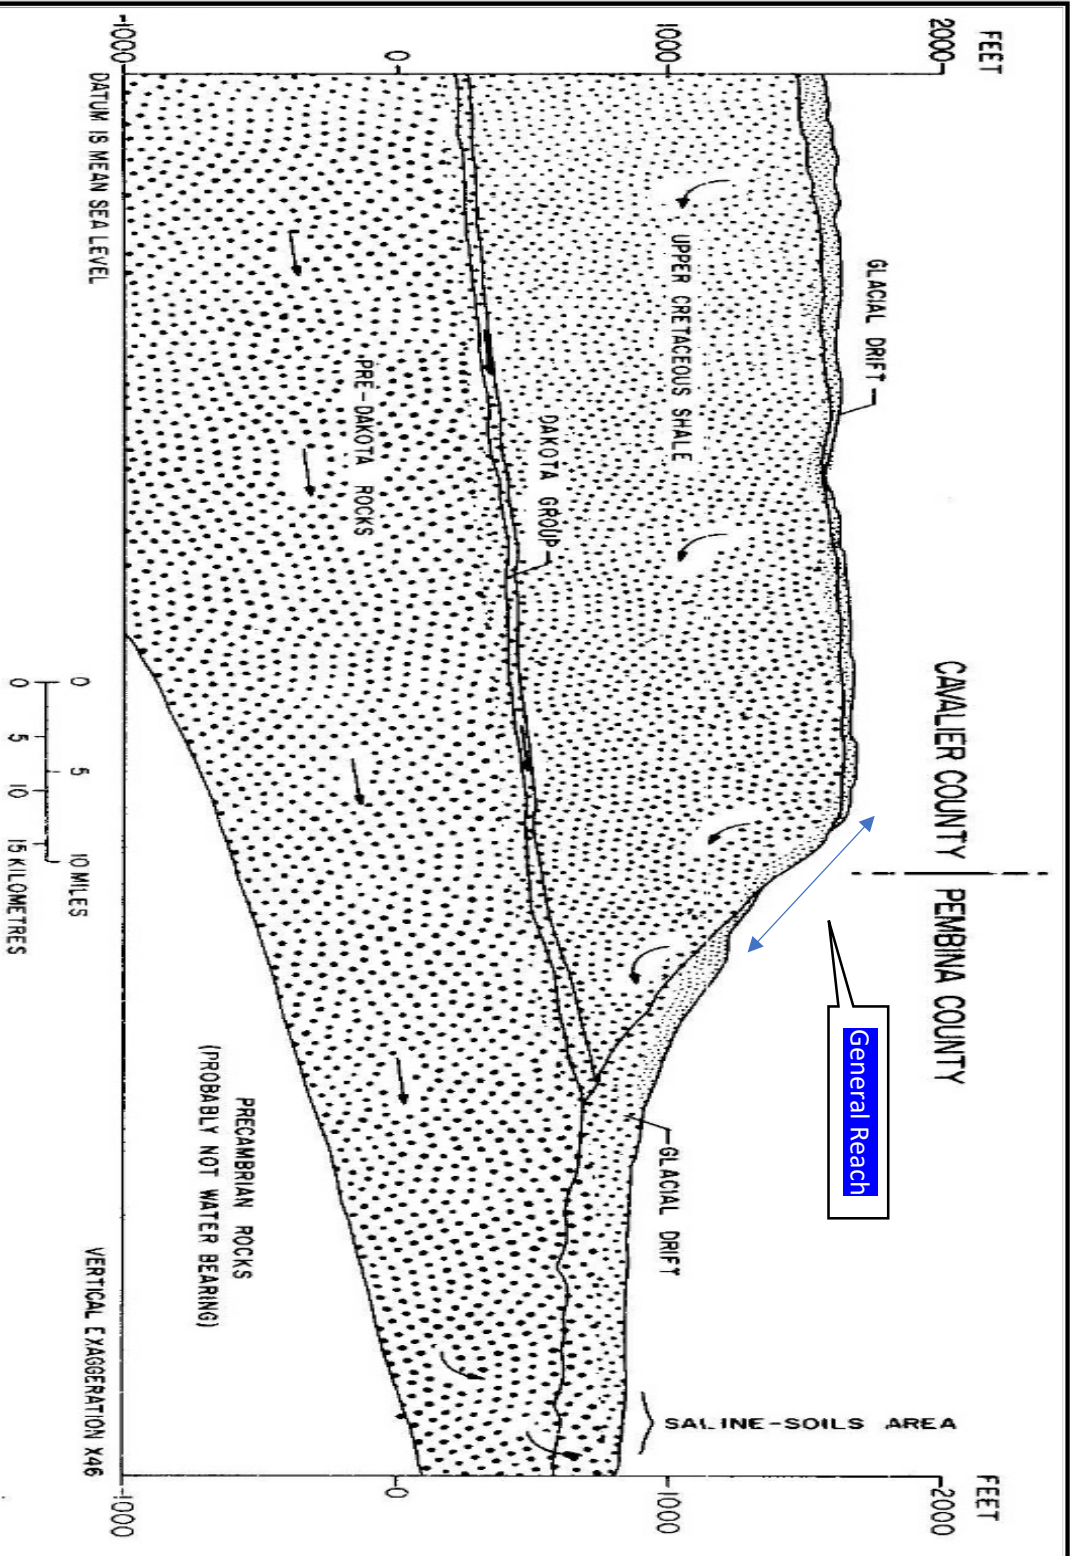 FEET
2000
1000
0
-1000
DATUM IS MEAN SEA LEVEL
GLACIAL DRIFT
UPPER CRETACEOUS SHALE
DAKOTA GROUP
PRE-DAKOTA ROCKS
CAVALIER COUNTY
PEMBINA COUNTY
General Reach
GLACIAL DRIFT
SALINE-SOILS AREA
PRECAMBRIAN ROCKS
(PROBABLY NOT WATER BEARING)
0 5 10 MILES
0 5 10 15 KILOMETRES
VERTICAL EXAGGERATION X46
FEET
2000
1000
0
-1000